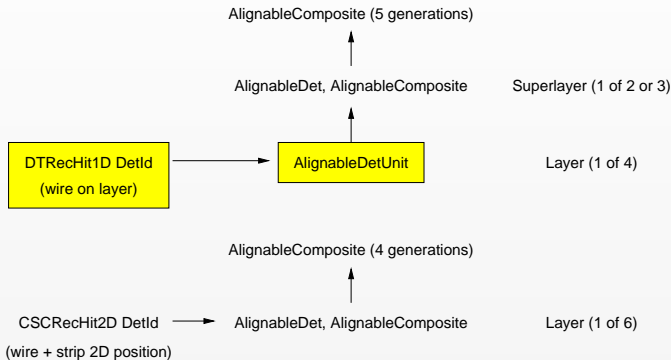 AlignableComposite (5 generations)
AlignableDet, AlignableComposite Superlayer (1 of 2 or 3)
DTRecHit1D DetId
(wire on layer)
AlignableDetUnit Layer (1 of 4)
AlignableComposite (4 generations)
CSCRecHit2D DetId
(wire + strip 2D position)
AlignableDet, AlignableComposite Layer (1 of 6)